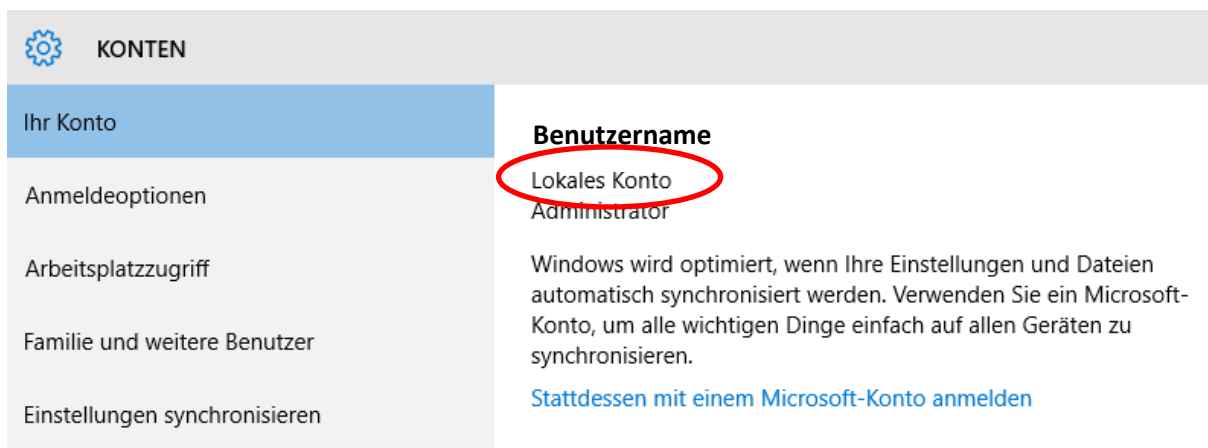 KONTEN
Ihr Konto
Anmeldeoptionen
Arbeitsplatzzugriff
Familie und weitere Benutzer
Einstellungen synchronisieren
Benutzername
Lokales Konto
Administrator
Windows wird optimiert, wenn Ihre Einstellungen und Dateien
automatisch synchronisiert werden. Verwenden Sie ein Microsoft-
Konto, um alle wichtigen Dinge einfach auf allen Geräten zu
synchronisieren.
Stattdessen mit einem Microsoft-Konto anmelden